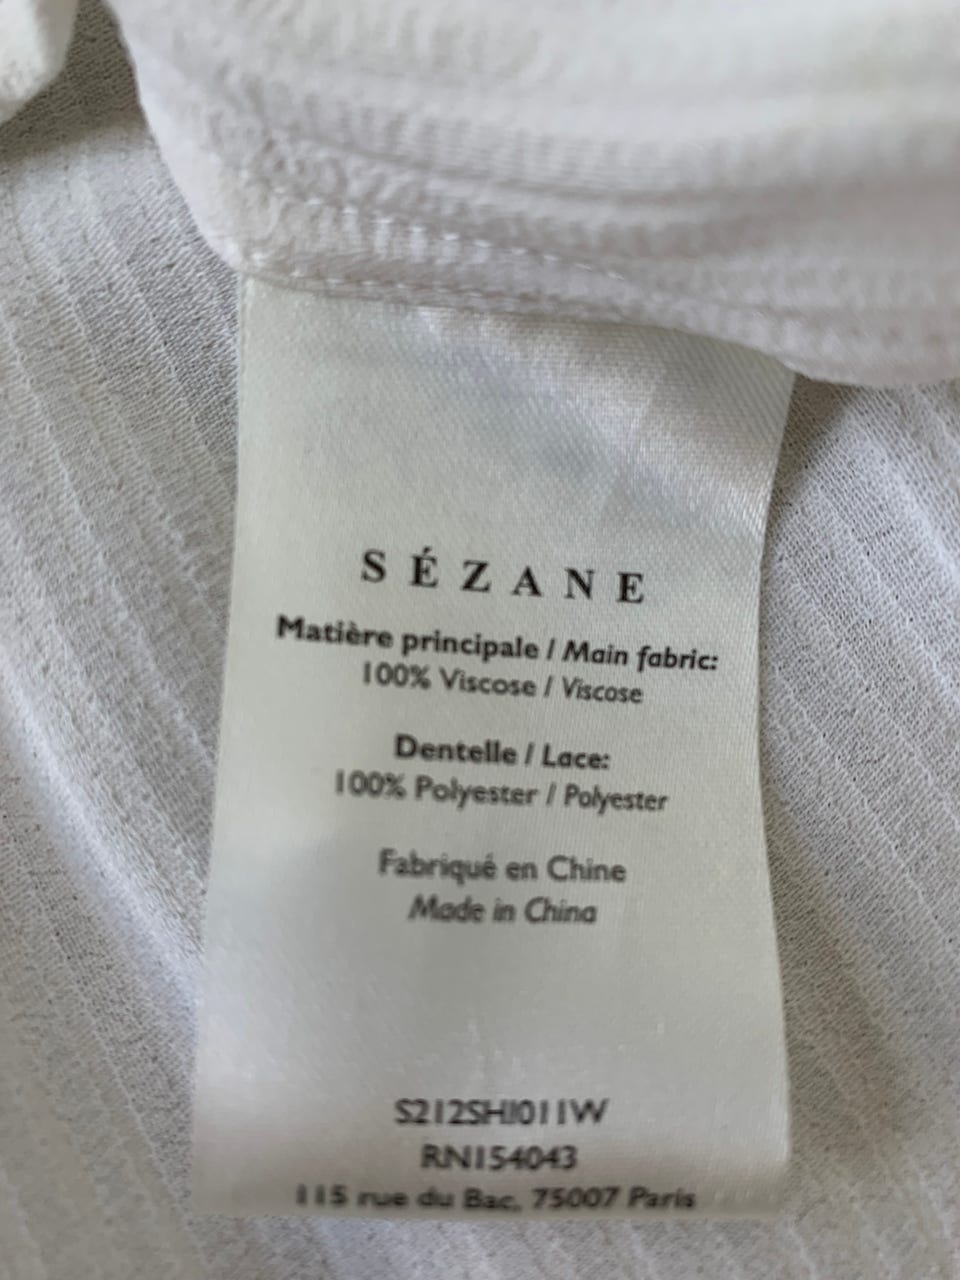 SÉZANE
Matière principale / Main fabric:
100% Viscose / Viscose
Dentelle / Lace:
100% Polyester / Polyester
Fabriqué en Chine
Made in China
S212SHI011W
RN154043
115 rue du Bac, 75007 Paris